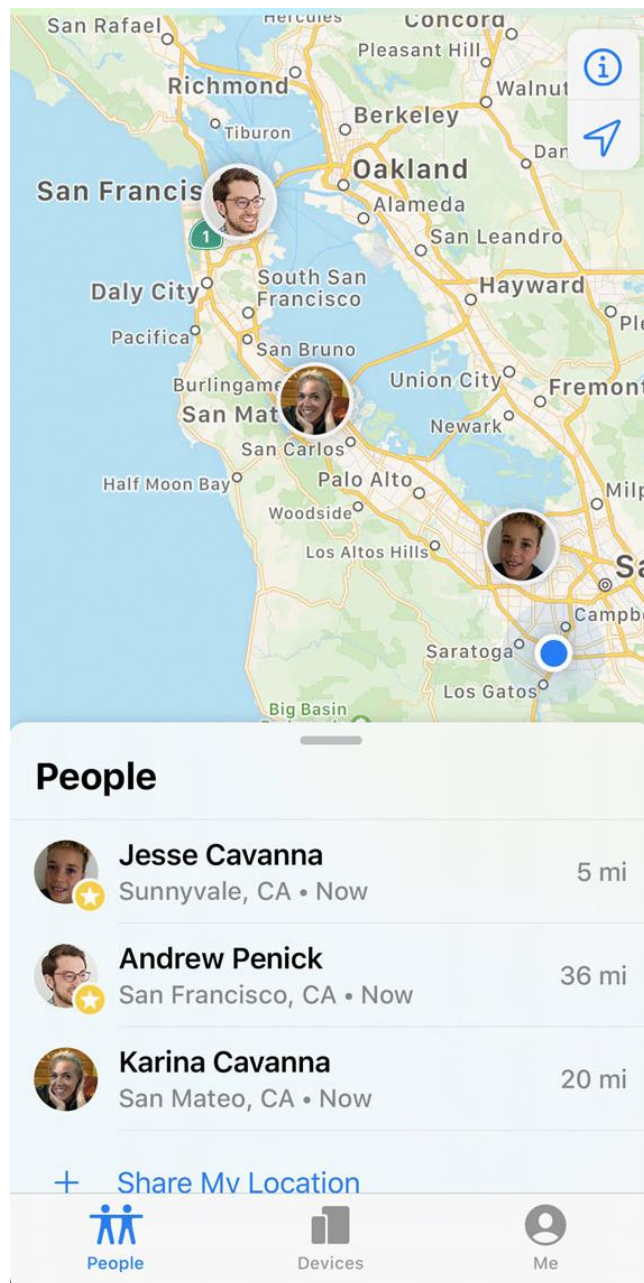 Hercules
Concord
San Rafael
Pleasant Hill
Richmond
Walnut
Berkeley
Tiburon
Dan
Oakland
San Francis
Alameda
1
San Leandro
Daly City
South San
Francisco
Hayward
Pacifica
Ple
San Bruno
Burlingame
Union City
Fremont
San Mat
Newark
San Carlos
Half Moon Bay
Palo Alto
Milp
Woodside
Los Altos Hills
Sa
Campb
Saratoga
Los Gatos
Big Basin
People
Jesse Cavanna
5 mi
Sunnyvale, CA • Now
Andrew Penick
36 mi
San Francisco, CA • Now
Karina Cavanna
20 mi
San Mateo, CA • Now
+ Share My Location
People
Devices
Me